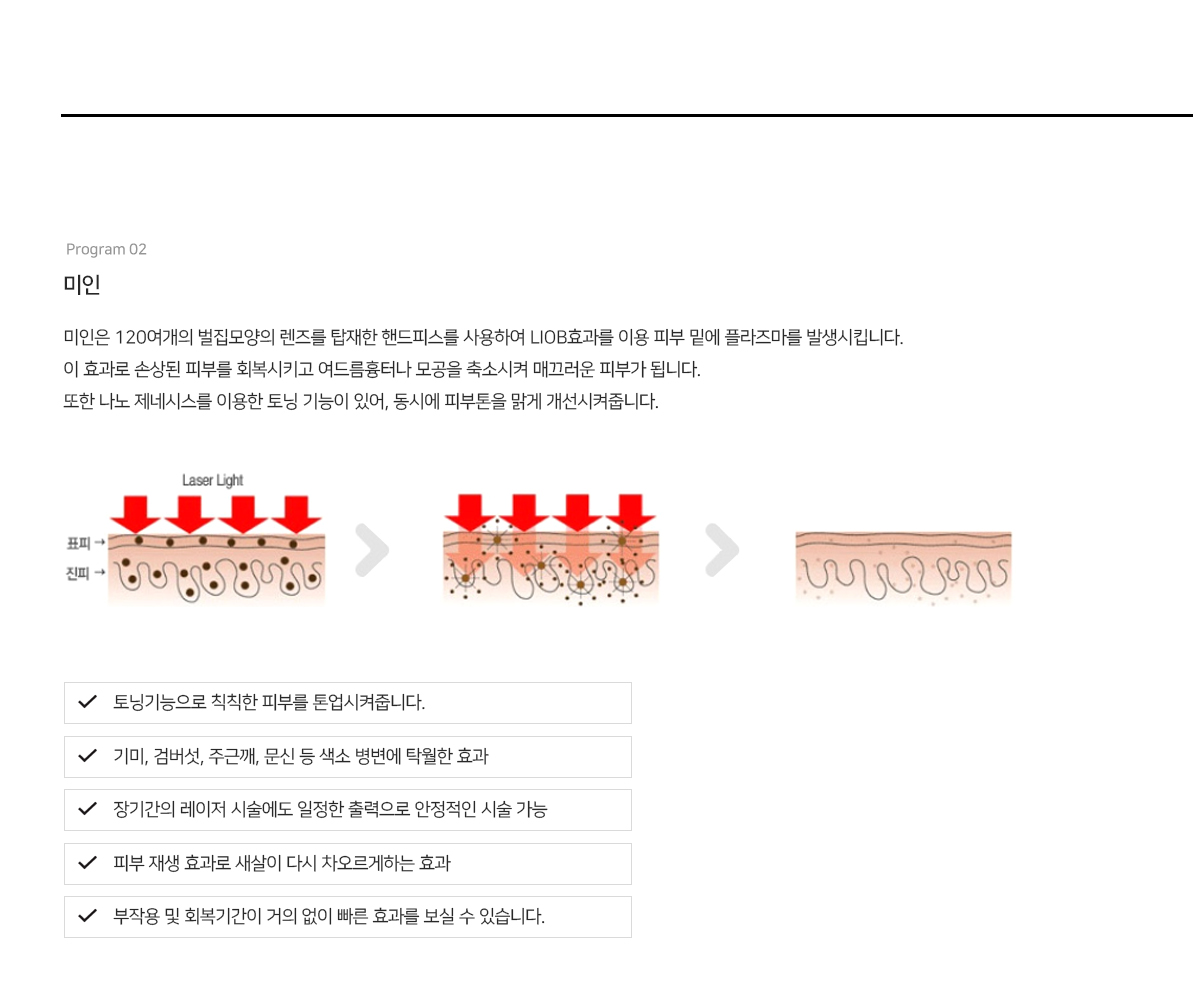 Program 02
미인
미인은 120여개의 벌집모양의 렌즈를 탑재한 핸드피스를 사용하여 LIOB효과를 이용 피부 밑에 플라즈마를 발생시킵니다.
이 효과로 손상된 피부를 회복시키고 여드름흉터나 모공을 축소시켜 매끄러운 피부가 됩니다.
또한 나노 제네시스를 이용한 토닝 기능이 있어, 동시에 피부톤을 맑게 개선시켜줍니다.
Laser Light
표피
진피
토닝기능으로 칙칙한 피부를 톤업시켜줍니다.
기미, 검버섯, 주근깨, 문신 등 색소 병변에 탁월한 효과
장기간의 레이저 시술에도 일정한 출력으로 안정적인 시술 가능
피부 재생 효과로 새살이 다시 차오르게하는 효과
부작용 및 회복기간이 거의 없이 빠른 효과를 보실 수 있습니다.